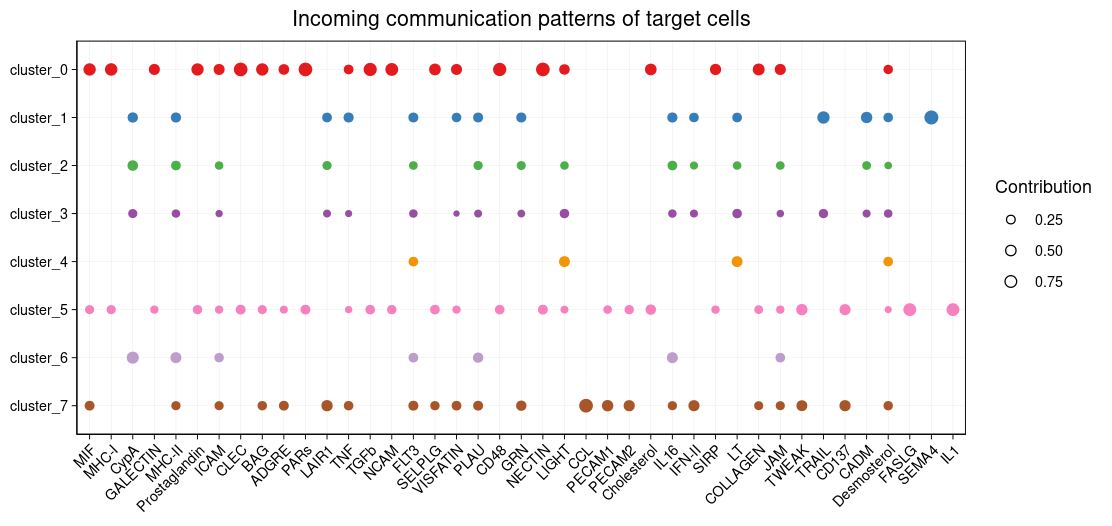 Incoming communication patterns of target cells
cluster_0
cluster_1
cluster_2
cluster_3
cluster_4
cluster_5
cluster_6
cluster_7
MIF
MHC-I
CypA
GALECTIN
MHC-II
Prostaglandin
ICAM
CLEC
BAG
ADGRE
PARs
LAIR1
TNF
TGFb
NCAM
FLT3
SELPLG
VISFATIN
PLAU
CD48
GRN
NECTIN
LIGHT
CCL
PECAM1
PECAM2
Cholesterol
IL16
IFN-II
SIRP
LT
COLLAGEN
JAM
TWEAK
TRAIL
CD137
CADM
Desmosterol
FASLG
SEMA4
IL1
Contribution
0.25
0.50
0.75